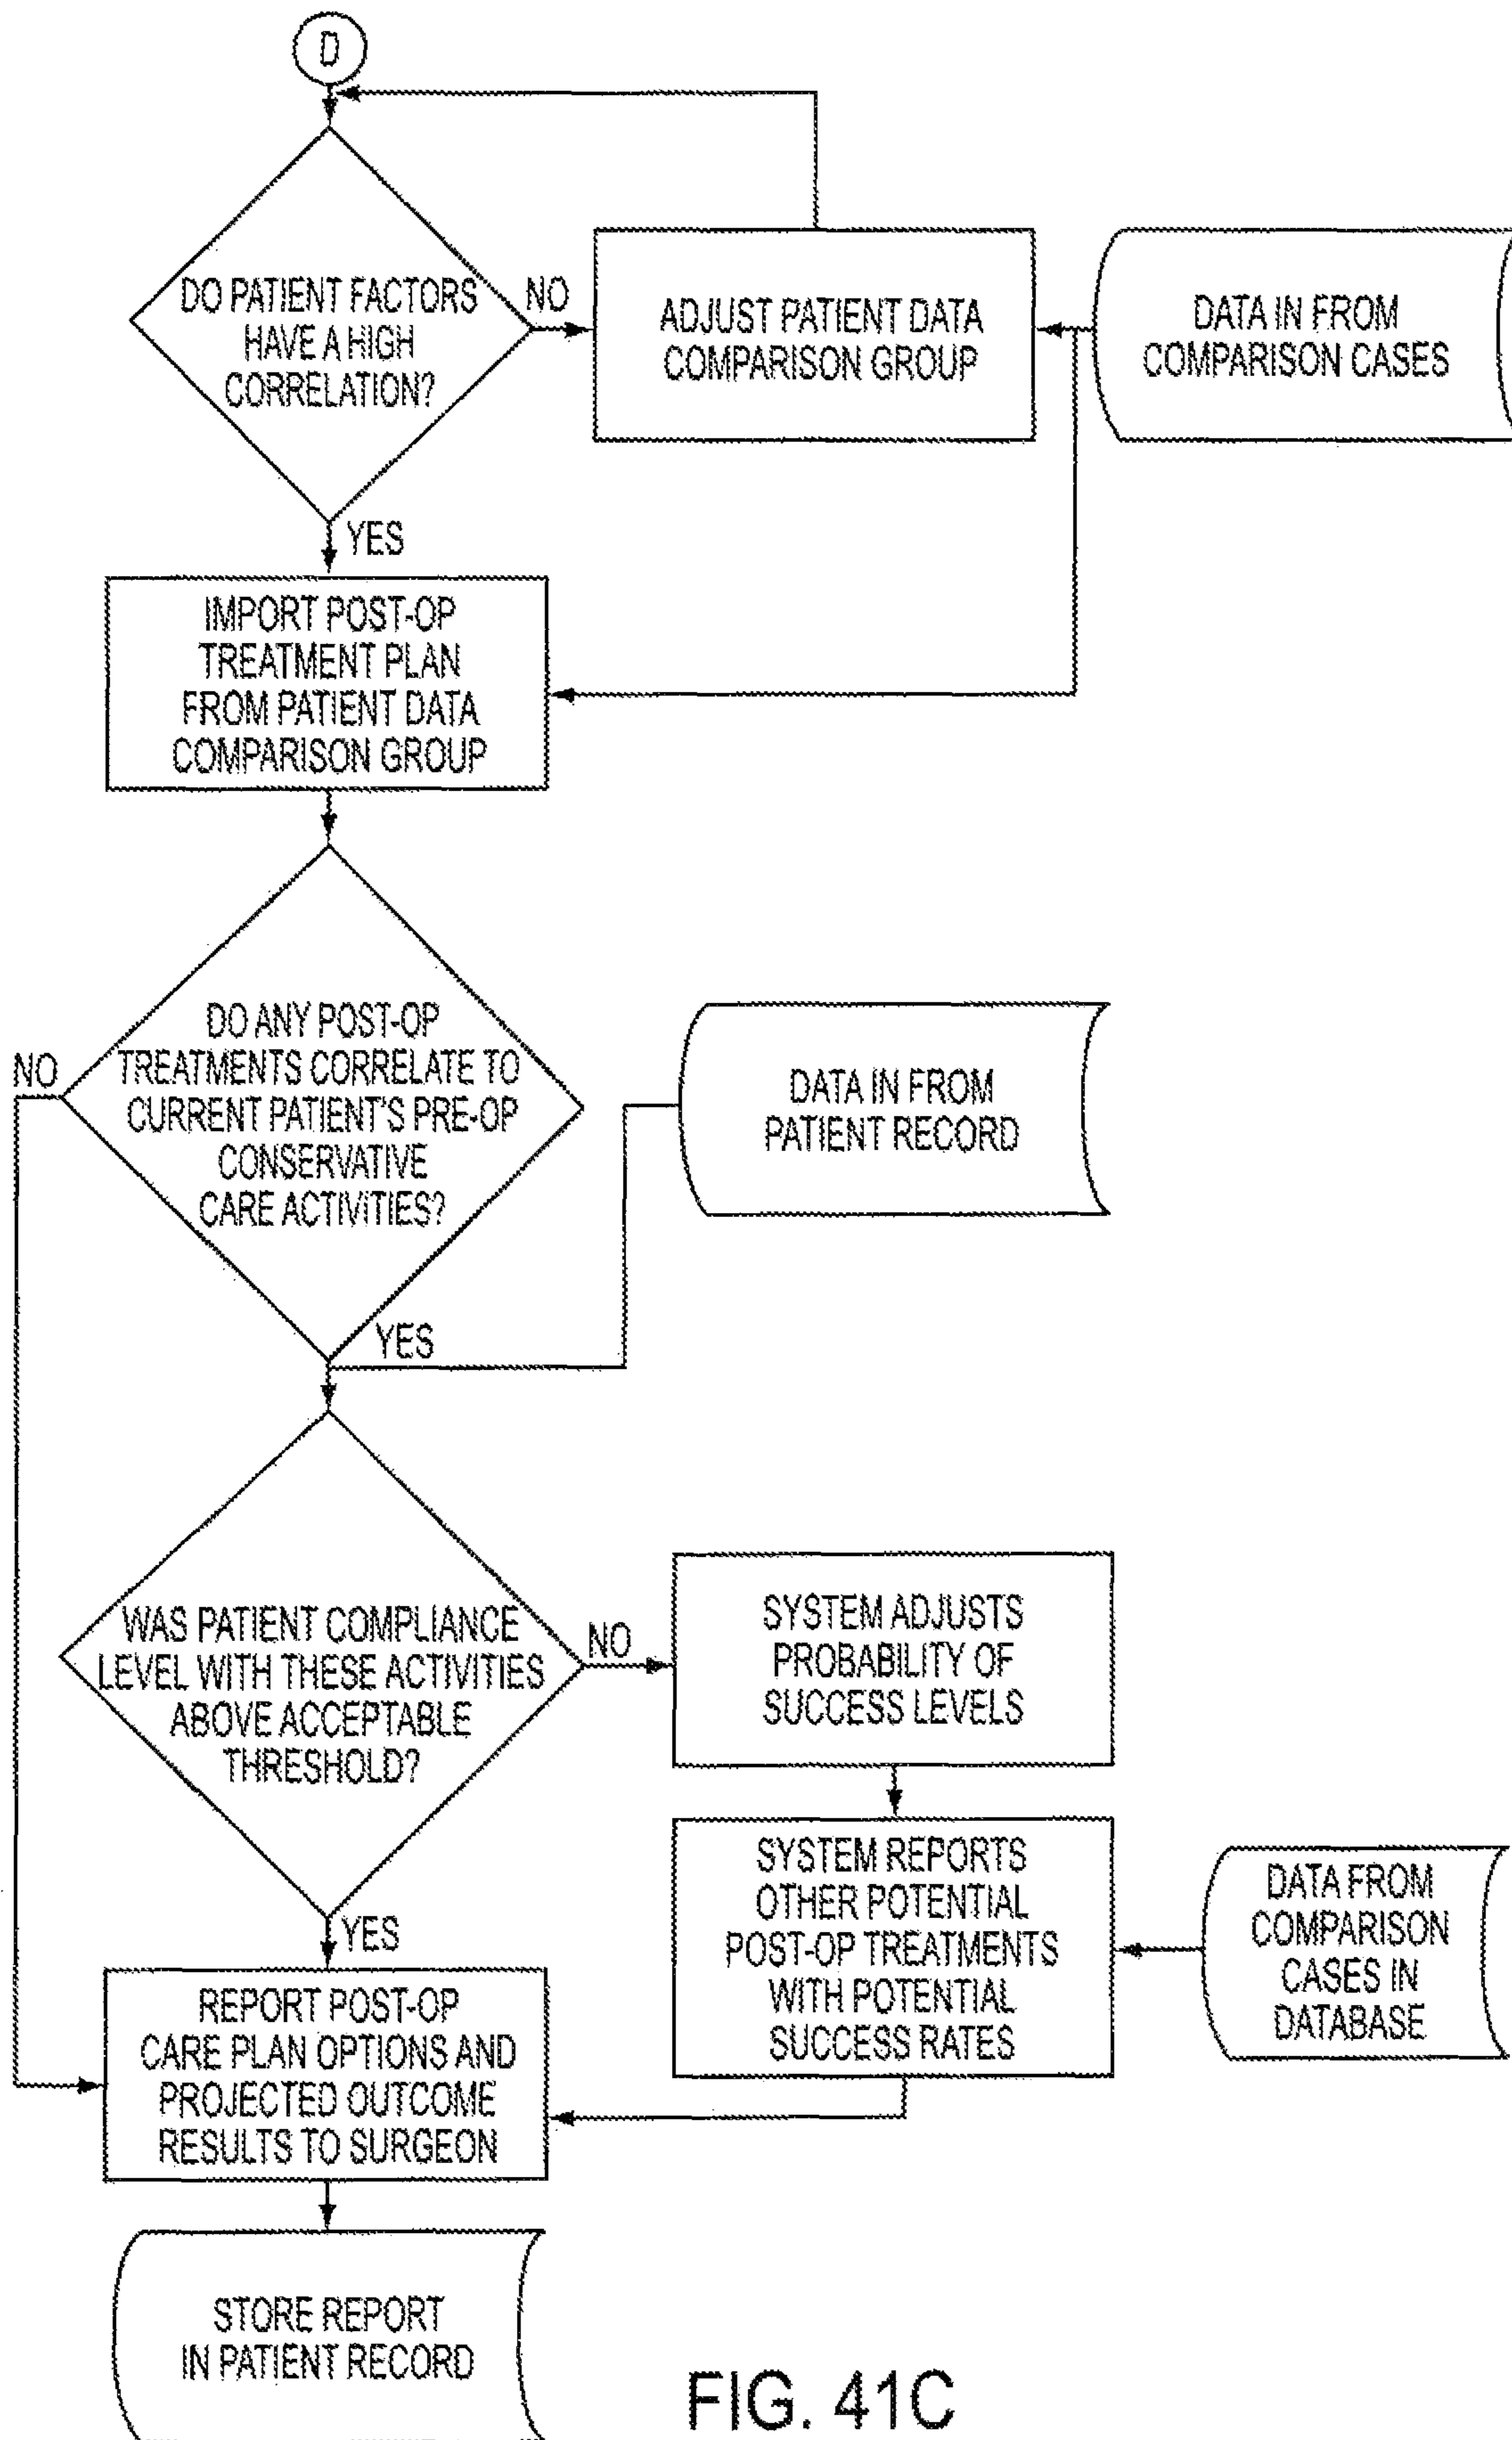 D
DO PATIENT FACTORS
HAVE A HIGH
CORRELATION?
NO
ADJUST PATIENT DATA
COMPARISON GROUP
DATA IN FROM
COMPARISON CASES
YES
IMPORT POST-OP
TREATMENT PLAN
FROM PATIENT DATA
COMPARISON GROUP
DO ANY POST-OP
TREATMENTS CORRELATE TO
CURRENT PATIENT'S PRE-OP
CONSERVATIVE
CARE ACTIVITIES?
NO
DATA IN FROM
PATIENT RECORD
YES
WAS PATIENT COMPLIANCE
LEVEL WITH THESE ACTIVITIES
ABOVE ACCEPTABLE
THRESHOLD?
NO
SYSTEM ADJUSTS
PROBABILITY OF
SUCCESS LEVELS
SYSTEM REPORTS
OTHER POTENTIAL
POST-OP TREATMENTS
WITH POTENTIAL
SUCCESS RATES
DATA FROM
COMPARISON
CASES IN
DATABASE
YES
REPORT POST-OP
CARE PLAN OPTIONS AND
PROJECTED OUTCOME
RESULTS TO SURGEON
STORE REPORT
IN PATIENT RECORD
FIG. 41C